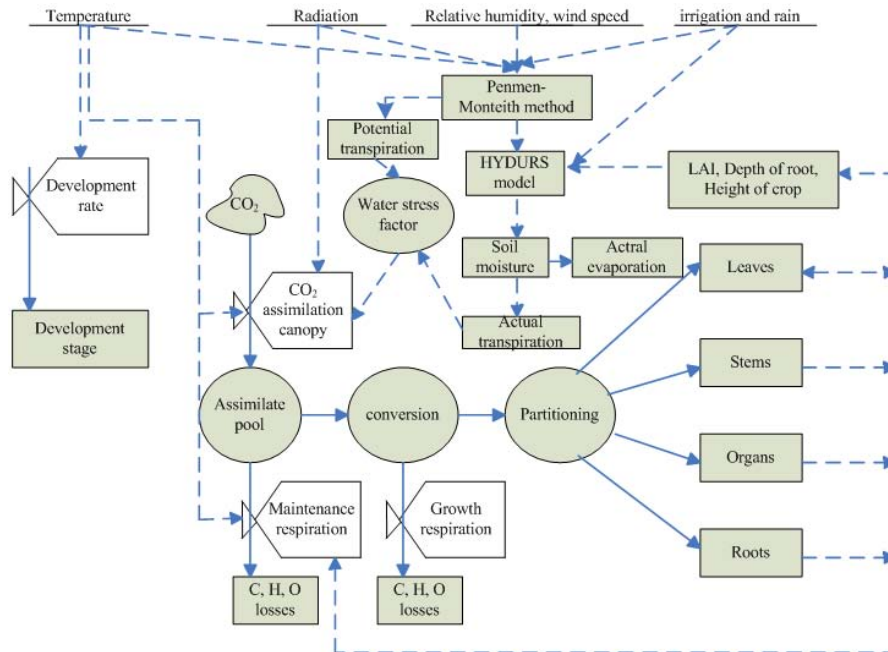 Temperature
Radiation
Relative humidity, wind speed
irrigation and rain
Penmen-
Monteith method
Potential
transpiration
HYDURS
model
LAI, Depth of root,
Height of crop
Development
rate
CO₂
Water stress
factor
Soil
moisture
Actral
evaporation
Leaves
CO₂
assimilation
canopy
Development
stage
Actual
transpiration
Stems
Assimilate
pool
conversion
Partitioning
Organs
Maintenance
respiration
Growth
respiration
Roots
C, H, O
losses
C, H, O
losses